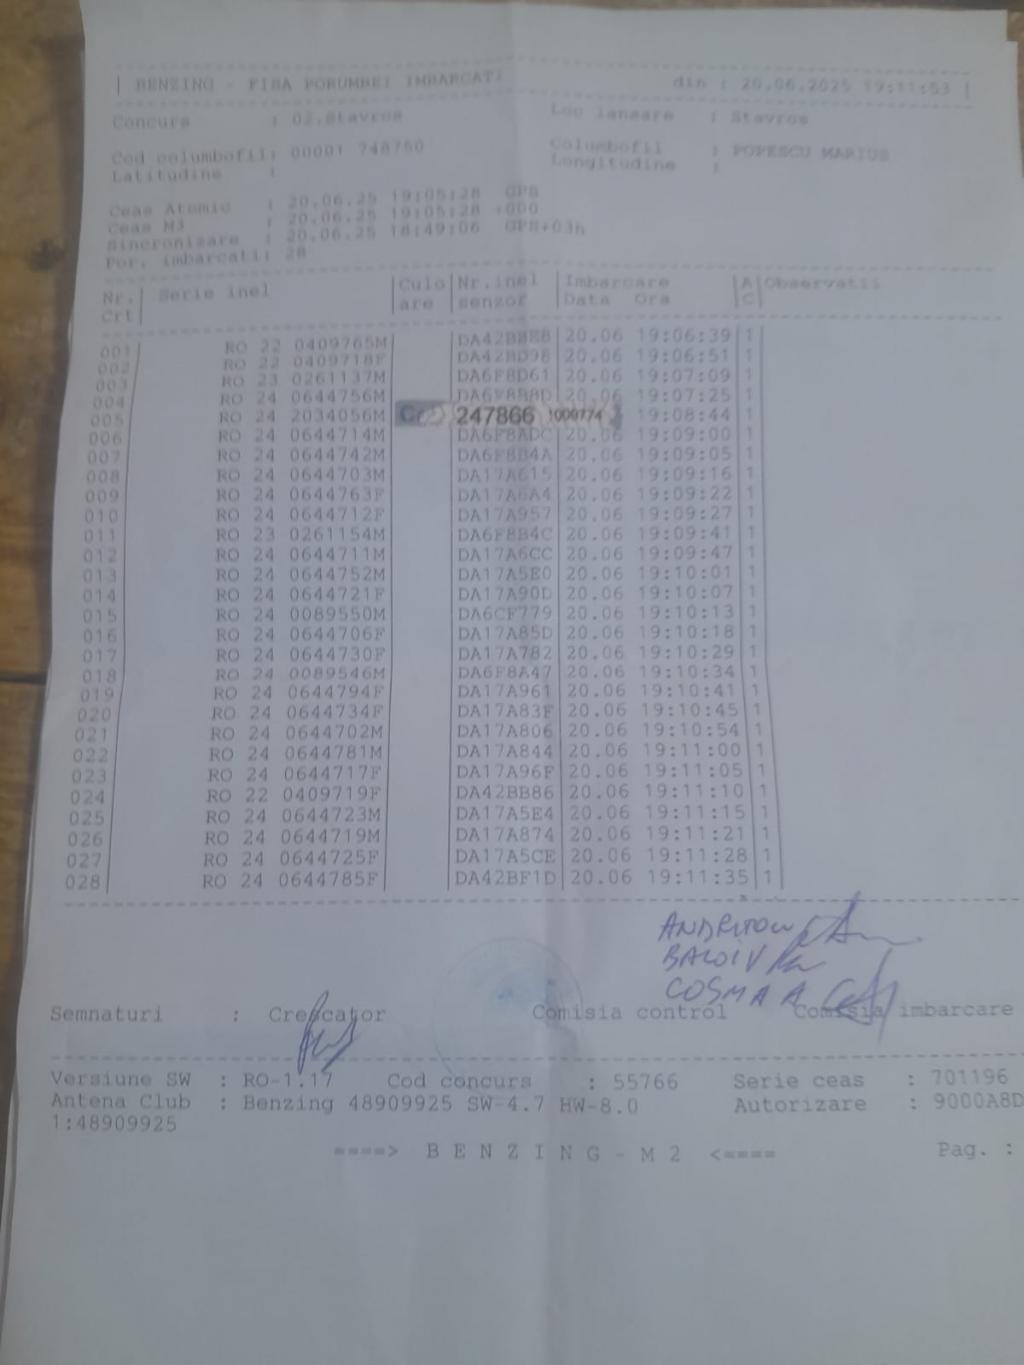 | BENZING - FISA PORUMBEI IMBARCATI din : 20.06.2025 19:11:53 |
Concurs : 02.Stavros Loc lansare : Stavros
Cod columbofil: 00001 748750 Columbofil : POPESCU MARIUS
Latitudine : Longitudine :
Ceas Atomic : 20.06.25 19:05:28 GPS
Ceas M3 : 20.06.25 19:05:28 +000
Sincronizare : 20.06.25 18:49:06 GPS+03h
Por. imbarcati: 28
Nr. Serie inel Culo Nr.inel Imbarcare A Observatii
Crt are senzor Data Ora C
001 RO 22 0409765M DA42BBE8 20.06 19:06:39 1
002 RO 22 0409718F DA42BD98 20.06 19:06:51 1
003 RO 23 0261137M DA6F8D61 20.06 19:07:09 1
004 RO 24 0644756M DA6F8B8D 20.06 19:07:25 1
005 RO 24 2034056M 247866 1009774 19:08:44 1
006 RO 24 0644714M DA6F8ADC 20.06 19:09:00 1
007 RO 24 0644742M DA6F8B4A 20.06 19:09:05 1
008 RO 24 0644703M DA17A615 20.06 19:09:16 1
009 RO 24 0644763F DA17A6A4 20.06 19:09:22 1
010 RO 24 0644712F DA17A957 20.06 19:09:27 1
011 RO 23 0261154M DA6F8B4C 20.06 19:09:41 1
012 RO 24 0644711M DA17A6CC 20.06 19:09:47 1
013 RO 24 0644752M DA17A5E0 20.06 19:10:01 1
014 RO 24 0644721F DA17A90D 20.06 19:10:07 1
015 RO 24 0089550M DA6CF779 20.06 19:10:13 1
016 RO 24 0644706F DA17A85D 20.06 19:10:18 1
017 RO 24 0644730F DA17A782 20.06 19:10:29 1
018 RO 24 0089546M DA6F8A47 20.06 19:10:34 1
019 RO 24 0644794F DA17A961 20.06 19:10:41 1
020 RO 24 0644734F DA17A83F 20.06 19:10:45 1
021 RO 24 0644702M DA17A806 20.06 19:10:54 1
022 RO 24 0644781M DA17A844 20.06 19:11:00 1
023 RO 24 0644717F DA17A96F 20.06 19:11:05 1
024 RO 22 0409719F DA42BB86 20.06 19:11:10 1
025 RO 24 0644723M DA17A5E4 20.06 19:11:15 1
026 RO 24 0644719M DA17A874 20.06 19:11:21 1
027 RO 24 0644725F DA17A5CE 20.06 19:11:28 1
028 RO 24 0644785F DA42BF1D 20.06 19:11:35 1
COSMA A
Semnaturi : Crescator Comisia control Comisia imbarcare
Versiune SW : RO-1.17 Cod concurs : 55766 Serie ceas : 701196
Antena Club : Benzing 48909925 SW-4.7 HW-8.0 Autorizare : 9000A8D
1:48909925
====> B E N Z I N G - M 2 <==== Pag. :